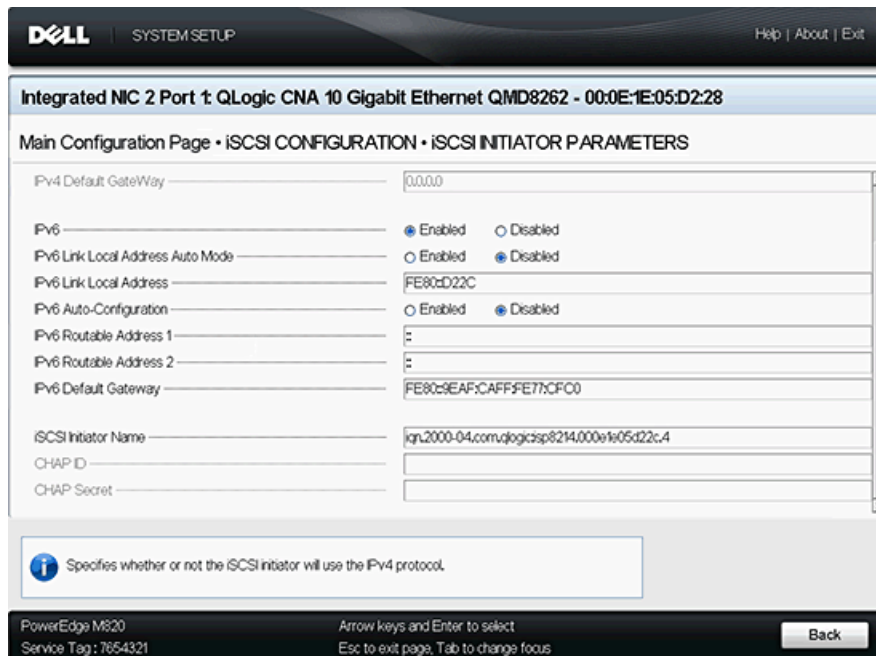 DELL SYSTEM SETUP Help | About | Exit
Integrated NIC 2 Port 1: QLogic CNA 10 Gigabit Ethernet QMD8262 - 00:0E:1E:05:D2:28
Main Configuration Page • iSCSI CONFIGURATION • iSCSI INITIATOR PARAMETERS
IPv4 Default GateWay 0.0.0.0
IPv6 Enabled Disabled
IPv6 Link Local Address Auto Mode Enabled Disabled
IPv6 Link Local Address FE80::D22C
IPv6 Auto-Configuration Enabled Disabled
IPv6 Routable Address 1 ::
IPv6 Routable Address 2 ::
IPv6 Default Gateway FE80::9EAF:CAFF:FE77:CFC0
iSCSI Initiator Name iqn.2000-04.com.qlogic:isp8214.000e1e05d22c.4
CHAP ID
CHAP Secret
Specifies whether or not the iSCSI initiator will use the IPv4 protocol.
PowerEdge M820 Arrow keys and Enter to select
Service Tag : 7654321 Esc to exit page, Tab to change focus
Back